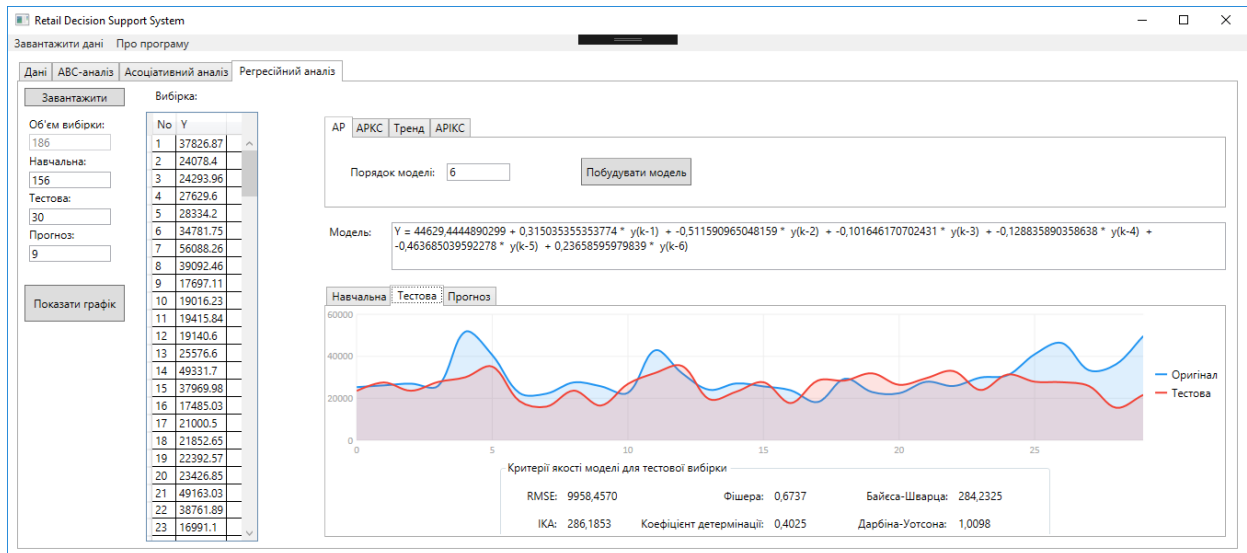 Retail Decision Support System
Завантажити дані Про програму
Дані ABC-аналіз Асоціативний аналіз Регресійний аналіз
Завантажити
Об'єм вибірки:
186
Навчальна:
156
Тестова:
30
Прогноз:
9
Показати графік
Вибірка:
No Y
1 37826.87
2 24078.4
3 24293.96
4 27629.6
5 28334.2
6 34781.75
7 56088.26
8 39092.46
9 17697.11
10 19016.23
11 19415.84
12 19140.6
13 25576.6
14 49331.7
15 37969.98
16 17485.03
17 21000.5
18 21852.65
19 22392.57
20 23426.85
21 49163.03
22 38761.89
23 16991.1
АР АРКС Тренд АРІКС
Порядок моделі: 6 Побудувати модель
Модель: Y = 44629,4444890299 + 0,315035355353774 * y(k-1) + -0,511590965048159 * y(k-2) + -0,101646170702431 * y(k-3) + -0,128835890358638 * y(k-4) +
-0,463685039592278 * y(k-5) + 0,23658595979839 * y(k-6)
Навчальна Тестова Прогноз
60000
40000
20000
0
0 5 10 15 20 25
Оригінал
Тестова
Критерії якості моделі для тестової вибірки
RMSE: 9958,4570 Фішера: 0,6737 Байєса-Шварца: 284,2325
ІКА: 286,1853 Коефіцієнт детермінації: 0,4025 Дарбіна-Уотсона: 1,0098